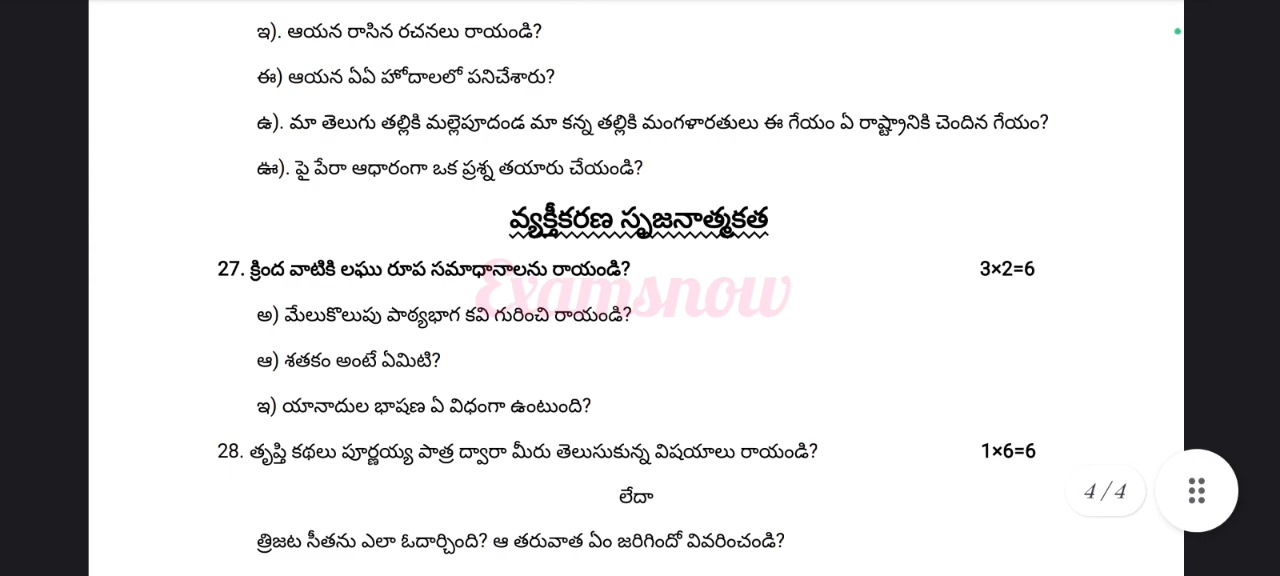 ఇ). ఆయన రాసిన రచనలు రాయండి?
ఈ) ఆయన ఏఏ హోదాలలో పనిచేశారు?
ఉ). మా తెలుగు తల్లికి మల్లెపూదండ మా కన్న తల్లికి మంగళారతులు ఈ గేయం ఏ రాష్ట్రానికి చెందిన గేయం?
ఊ). పై పేరా ఆధారంగా ఒక ప్రశ్న తయారు చేయండి?
వ్యక్తీకరణ సృజనాత్మకత
27. క్రింద వాటికి లఘు రూప సమాధానాలను రాయండి? 3×2=6
Examsnow
అ) మేలుకొలుపు పాఠ్యభాగ కవి గురించి రాయండి?
ఆ) శతకం అంటే ఏమిటి?
ఇ) యానాదుల భాషణ ఏ విధంగా ఉంటుంది?
28. తృప్తి కథలు పూర్ణయ్య పాత్ర ద్వారా మీరు తెలుసుకున్న విషయాలు రాయండి? 1×6=6
4 / 4
లేదా
త్రిజట సీతను ఎలా ఓదార్చింది? ఆ తరువాత ఏం జరిగిందో వివరించండి?